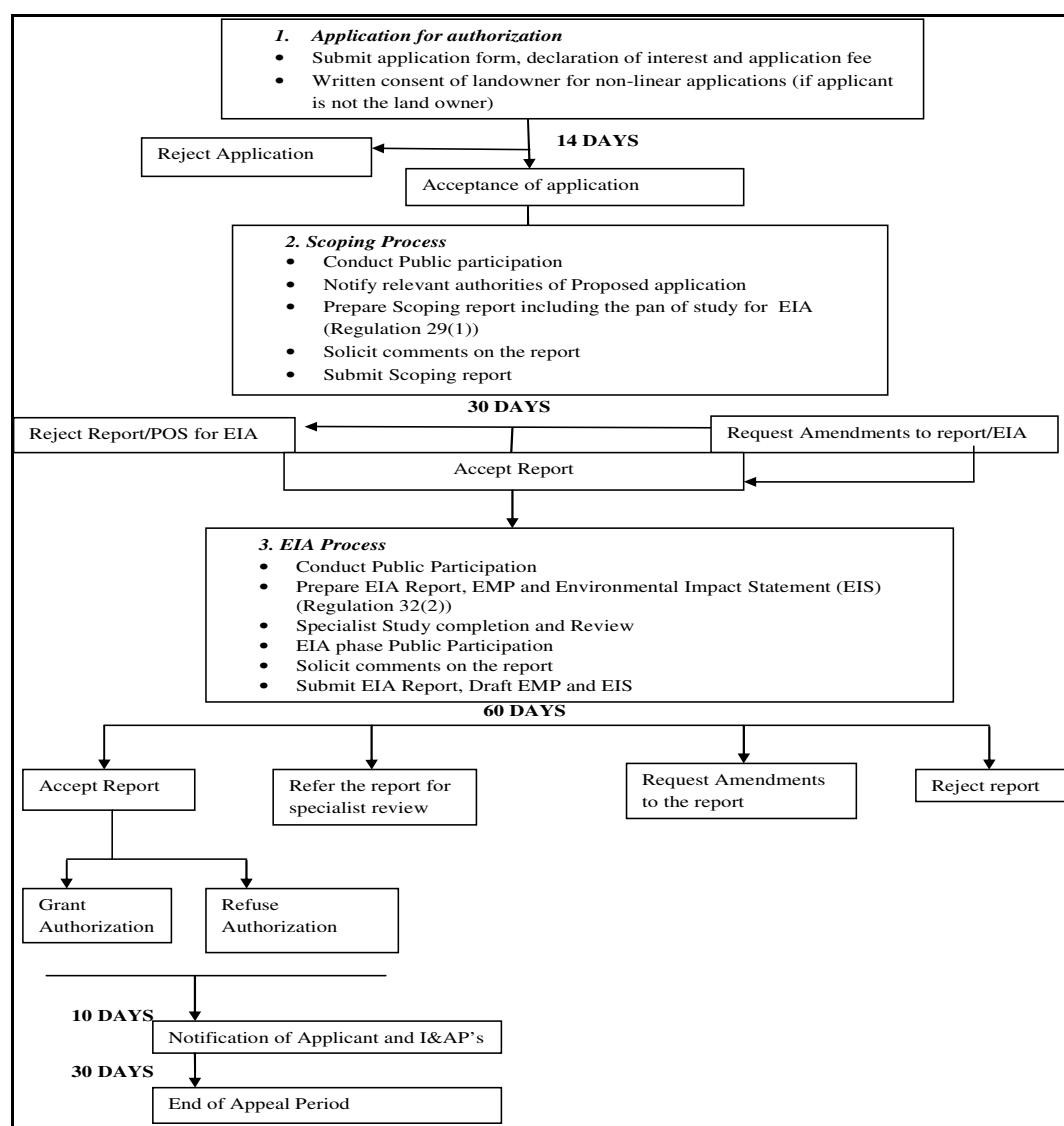 1. Application for authorization
• Submit application form, declaration of interest and application fee
• Written consent of landowner for non-linear applications (if applicant
is not the land owner)
14 DAYS
Reject Application
Acceptance of application
2. Scoping Process
• Conduct Public participation
• Notify relevant authorities of Proposed application
• Prepare Scoping report including the pan of study for EIA
(Regulation 29(1))
• Solicit comments on the report
• Submit Scoping report
30 DAYS
Reject Report/POS for EIA
Request Amendments to report/EIA
Accept Report
3. EIA Process
• Conduct Public Participation
• Prepare EIA Report, EMP and Environmental Impact Statement (EIS)
(Regulation 32(2))
• Specialist Study completion and Review
• EIA phase Public Participation
• Solicit comments on the report
• Submit EIA Report, Draft EMP and EIS
60 DAYS
Accept Report
Refer the report for
specialist review
Request Amendments
to the report
Reject report
Grant
Authorization
Refuse
Authorization
10 DAYS
Notification of Applicant and I&AP's
30 DAYS
End of Appeal Period